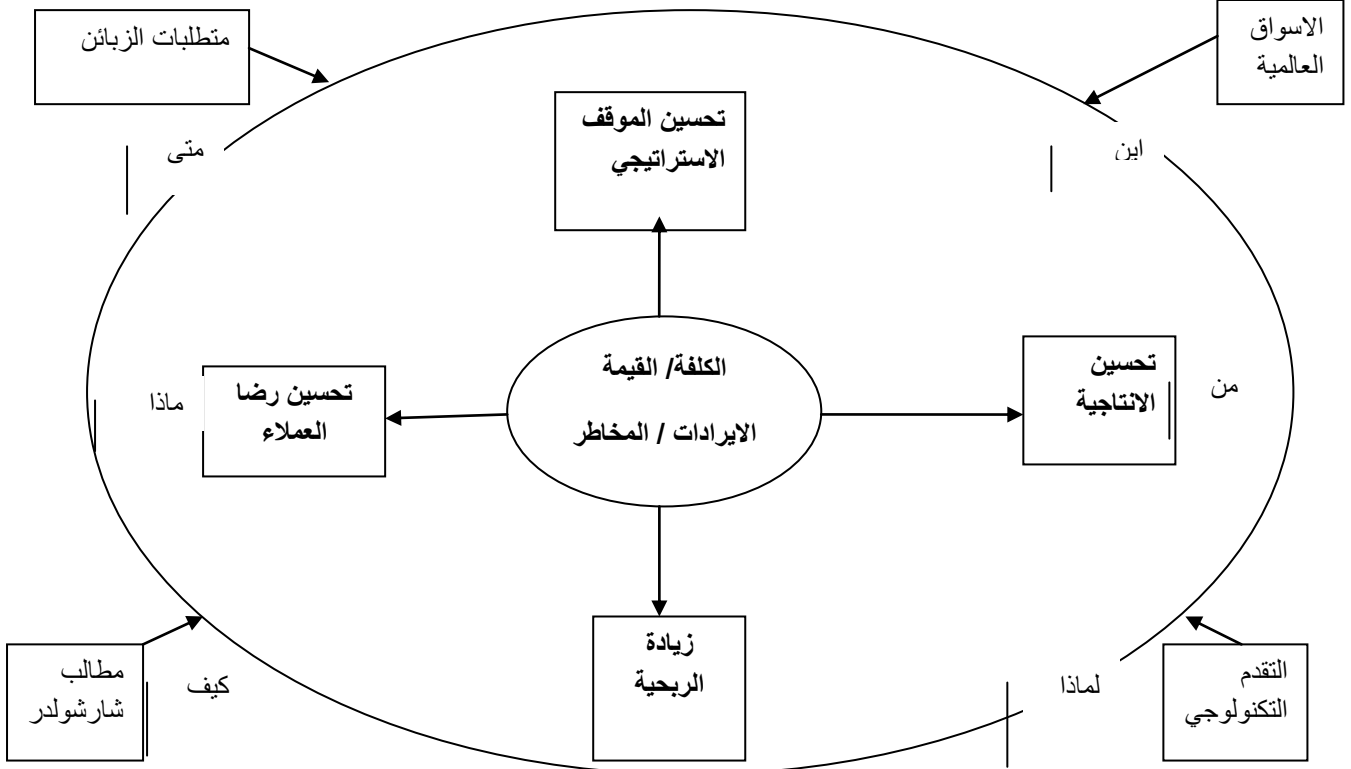 الاسواق
العالمية
متطلبات الزبائن
تحسين الموقف
الاستراتيجي
اين
متى
تحسين
الانتاجية
من
الكلفة/ القيمة
الايرادات / المخاطر
تحسين رضا
العملاء
ماذا
زيادة
الربحية
التقدم
التكنولوجي
لماذا
كيف
مطالب
شارشولدر